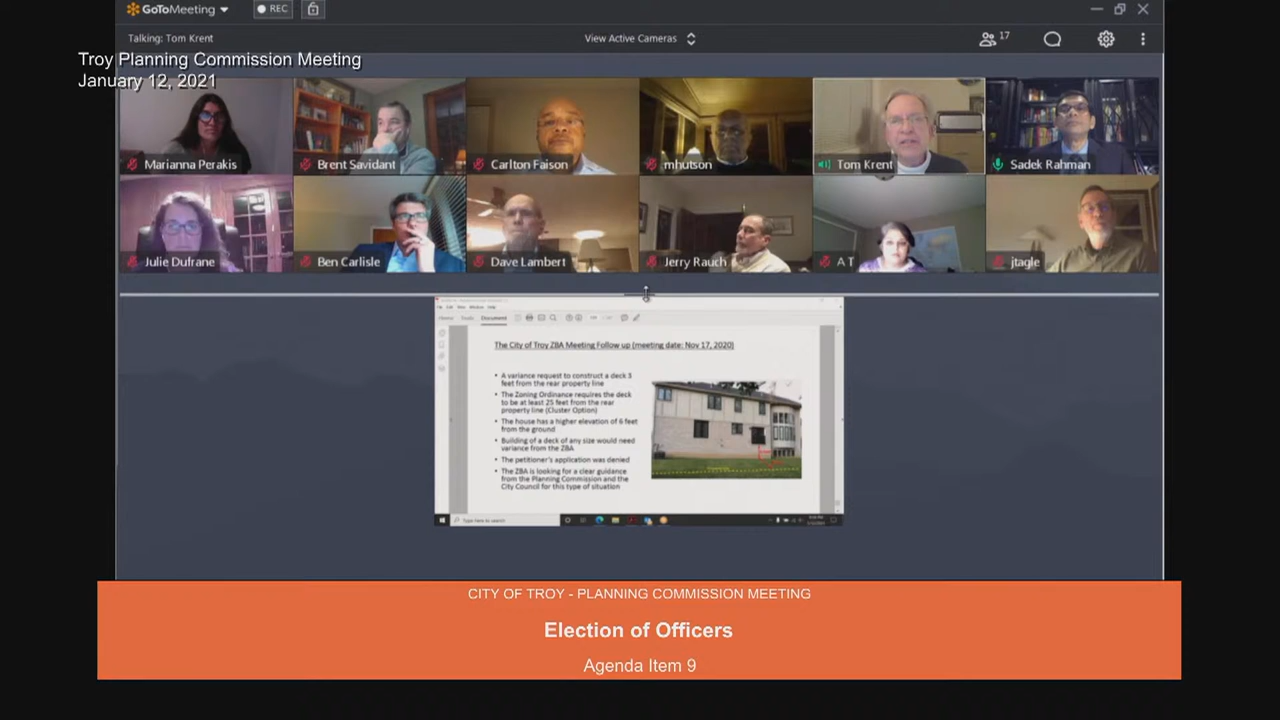 GoToMeeting
REC
Talking: Tom Krent
View Active Cameras
17
Troy Planning Commission Meeting
January 12, 2021
Marianna Perakis
Brent Savidant
Carlton Faison
mhutson
Tom Krent
Sadek Rahman
Julie Dufrane
Ben Carlisle
Dave Lambert
Jerry Rauch
A T
jtagle
Home
Tools
Document
The City of Troy ZBA Meeting Follow up (meeting date: Nov 17, 2020)
• A variance request to construct a deck 3
feet from the rear property line
• The Zoning Ordinance requires the deck
to be at least 25 feet from the rear
property line (Cluster Option)
• The house has a higher elevation of 6 feet
from the ground
• Building of a deck of any size would need
variance from the ZBA
• The petitioner's application was denied
• The ZBA is looking for a clear guidance
from the Planning Commission and the
City Council for this type of situation
Type here to search
CITY OF TROY - PLANNING COMMISSION MEETING
Election of Officers
Agenda Item 9